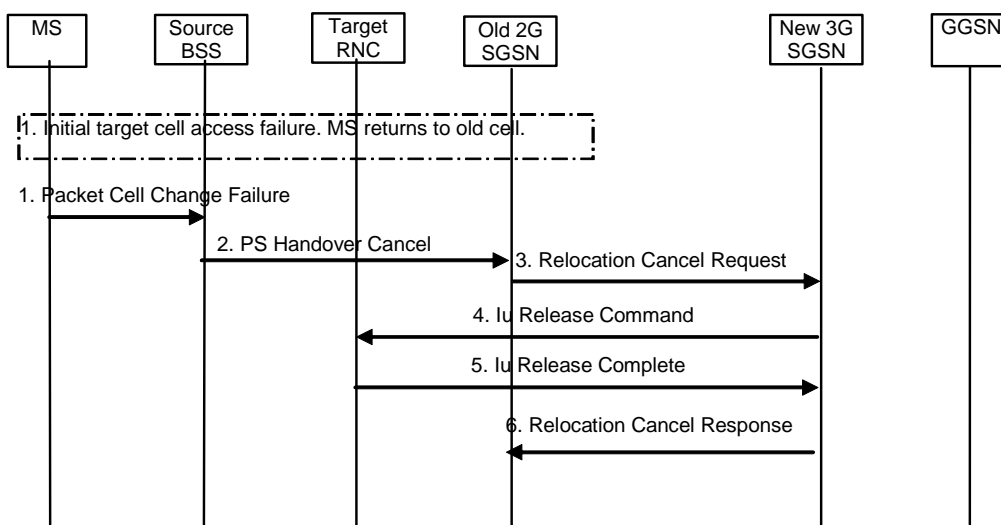 MS
Source
BSS
Target
RNC
Old 2G
SGSN
New 3G
SGSN
GGSN
1. Initial target cell access failure. MS returns to old cell.
1. Packet Cell Change Failure
2. PS Handover Cancel
3. Relocation Cancel Request
4. Iu Release Command
5. Iu Release Complete
6. Relocation Cancel Response